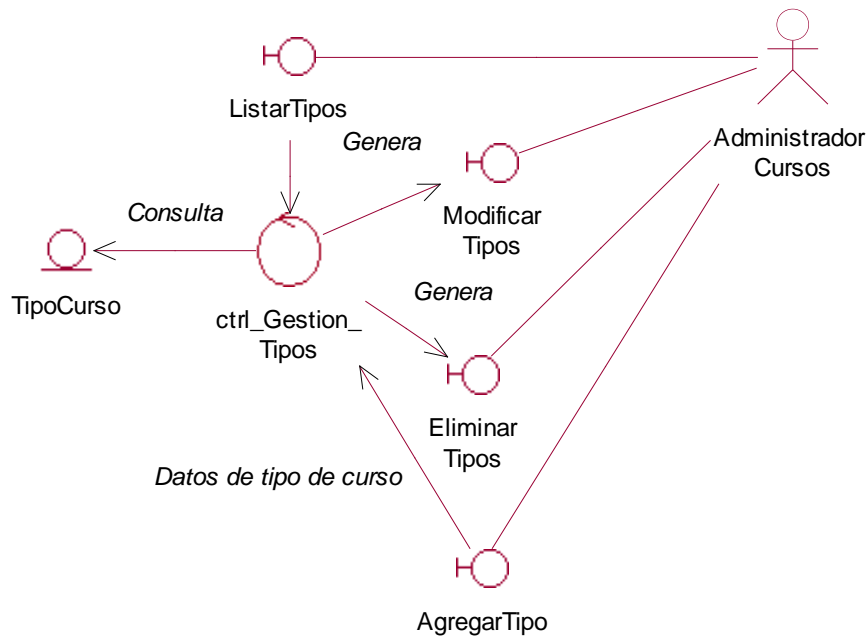 ListarTipos
Genera
Administrador
Cursos
Modificar
Tipos
Consulta
TipoCurso
ctrl_Gestion_
Tipos
Genera
Eliminar
Tipos
Datos de tipo de curso
AgregarTipo